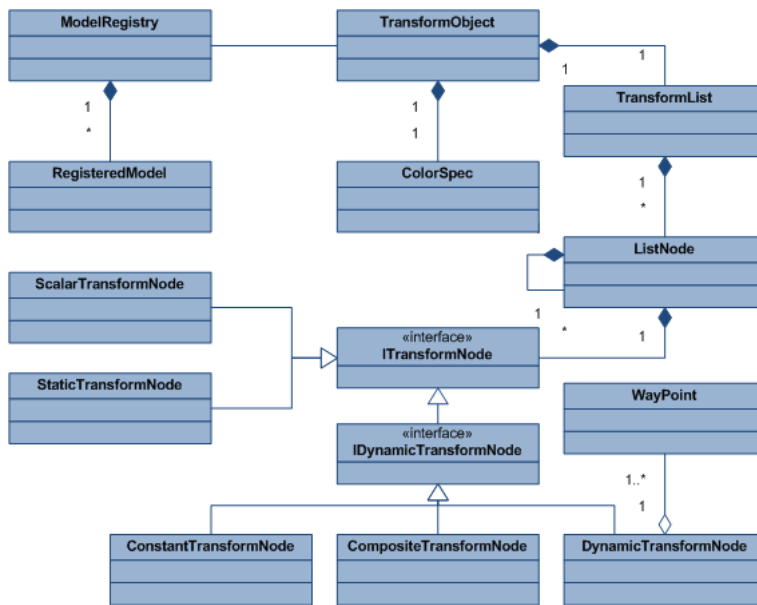 ModelRegistry
TransformObject
1
1
TransformList
1
*
1
1
RegisteredModel
ColorSpec
1
*
ListNode
1
ScalarTransformNode
1
*
1
«interface»
ITransformNode
StaticTransformNode
WayPoint
«interface»
IDynamicTransformNode
1..*
1
ConstantTransformNode
CompositeTransformNode
DynamicTransformNode